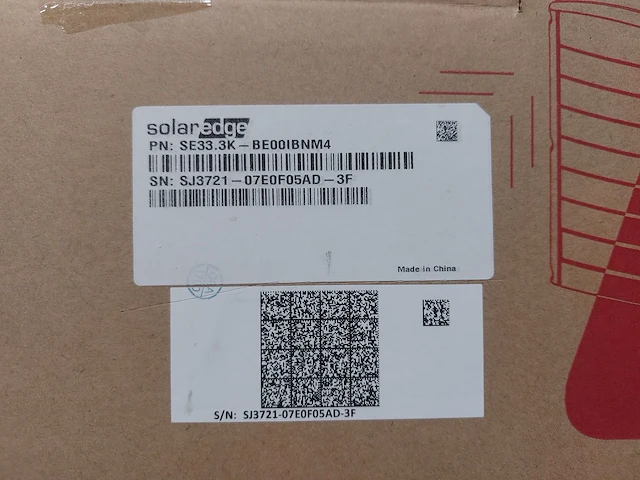 solaredge
PN: SE33.3K-BE00IBNM4
SN: SJ3721-07E0F05AD-3F
Made in China
S/N: SJ3721-07E0F05AD-3F